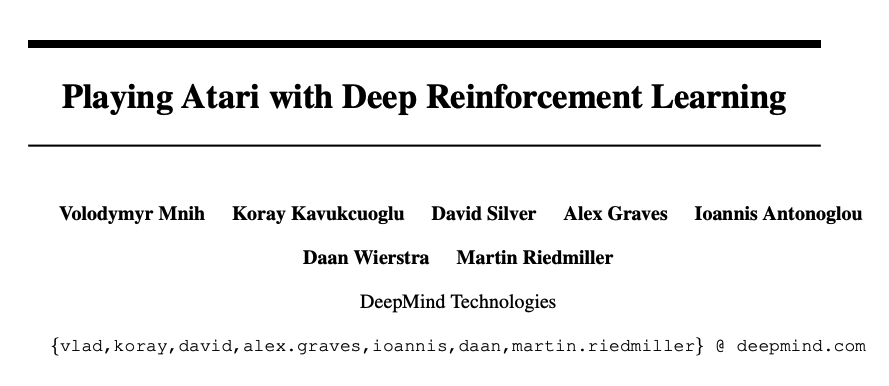 Playing Atari with Deep Reinforcement Learning
Volodymyr Mnih Koray Kavukcuoglu David Silver Alex Graves Ioannis Antonoglou
Daan Wierstra Martin Riedmiller
DeepMind Technologies
{vlad,koray,david,alex.graves,ioannis,daan,martin.riedmiller} @ deepmind.com